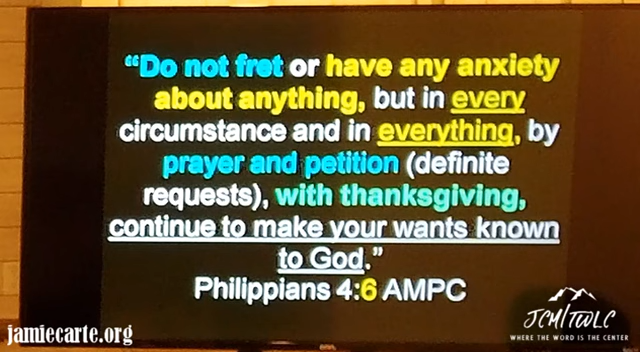 “Do not fret or have any anxiety
about anything, but in every
circumstance and in everything, by
prayer and petition (definite
requests), with thanksgiving,
continue to make your wants known
to God.”
Philippians 4:6 AMPC
jamiecarte.org
JCMITWLC
WHERE THE WORD IS THE CENTER